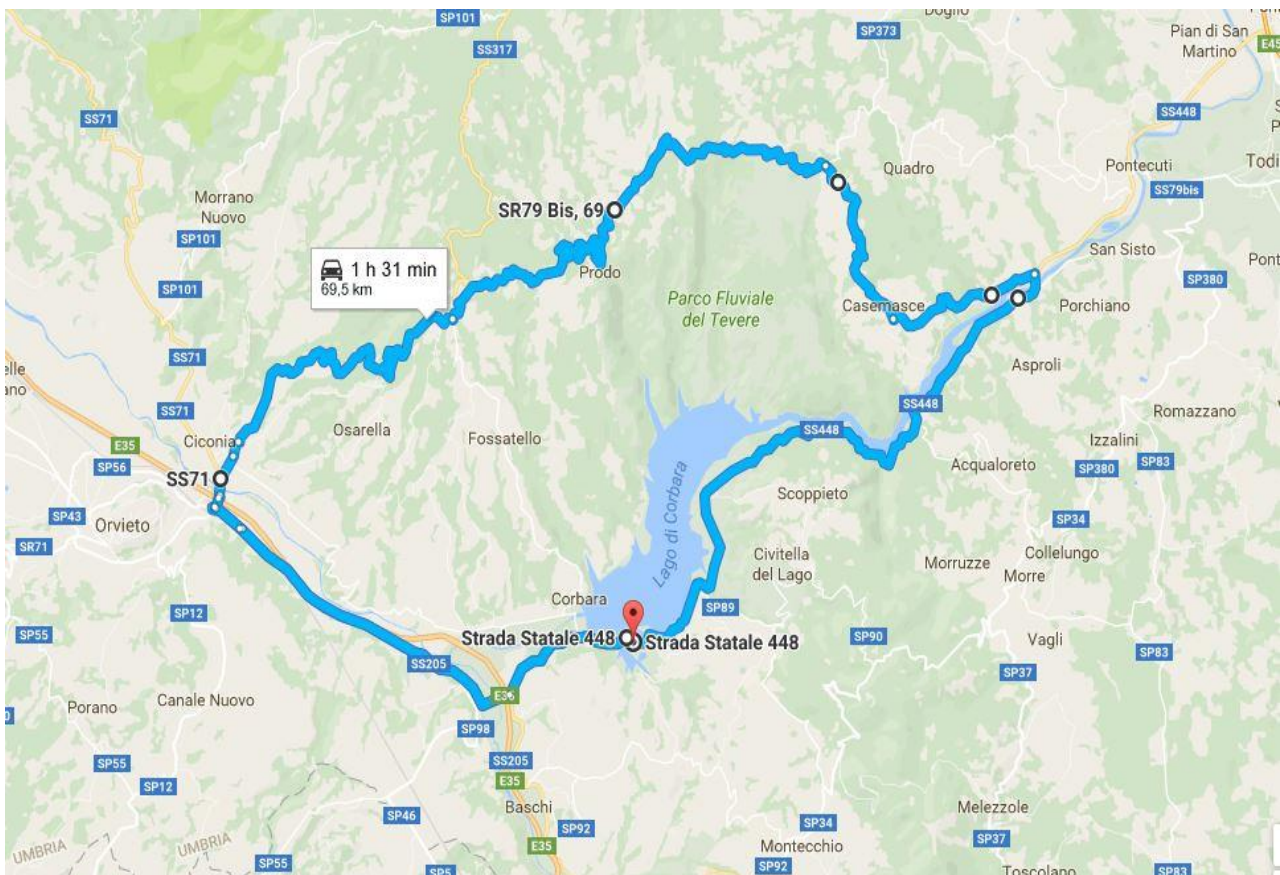 SP101
Doglio
SP373
Pian di San
Martino
E45
SS317
SS71
SS448
Pontecuti
Todi
SS79bis
Quadro
Morrano
Nuovo
SP101
SR79 Bis, 69
San Sisto
SP380
1 h 31 min
69,5 km
Prodo
Parco Fluviale
del Tevere
Casemasce
Porchiano
SP101
SS71
Asproli
SS71
SS448
Romazzano
Ciconia
Osarella
Fossatello
SS448
Izzalini
E35
SP56
SS71
Acqualoreto
SP380
SP83
Scoppieto
SP43
Orvieto
SP34
SR71
Lago di Corbara
Civitella
del Lago
Morruzze
Collelungo
Morre
Corbara
SP89
SP12
SP55
Strada Statale 448
Strada Statale 448
SP90
Vagli
SP83
SS205
SP37
Porano
Canale Nuovo
E35
SP98
SP55
SS205
SP12
E35
Baschi
Melezzole
SP46
SP92
SP34
SP37
E35
Montecchio
UMBRIA
UMBRIA
SP55
SP5
SP92
SP83
Toscolano